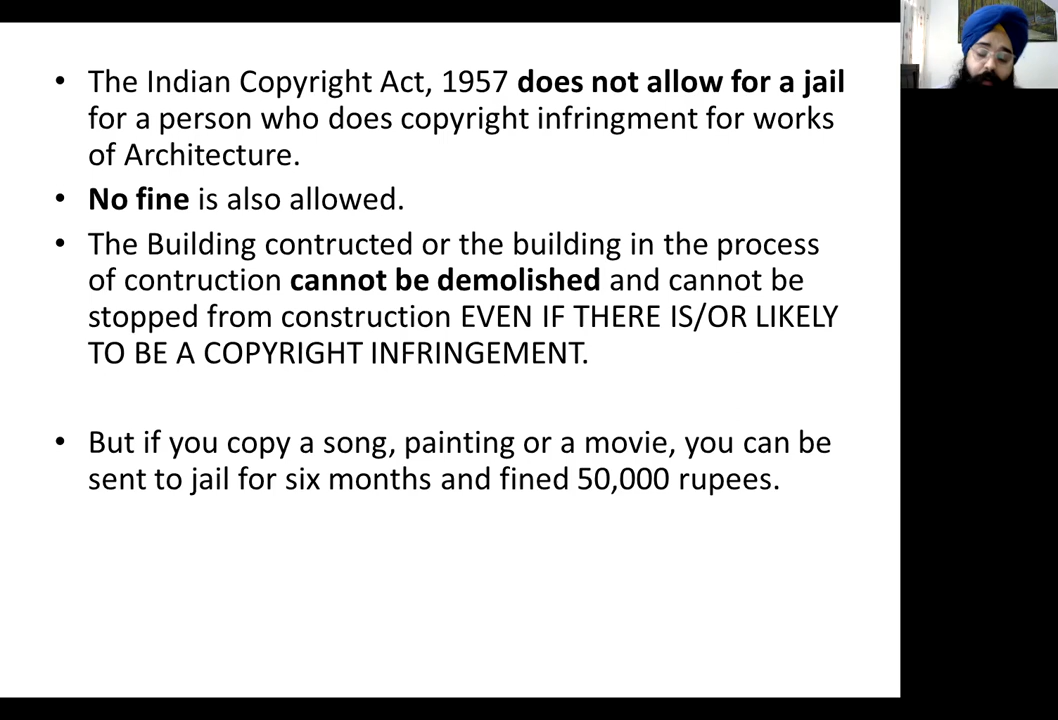 • The Indian Copyright Act, 1957 does not allow for a jail
for a person who does copyright infringment for works
of Architecture.
• No fine is also allowed.
• The Building contructed or the building in the process
of contruction cannot be demolished and cannot be
stopped from construction EVEN IF THERE IS/OR LIKELY
TO BE A COPYRIGHT INFRINGEMENT.
• But if you copy a song, painting or a movie, you can be
sent to jail for six months and fined 50,000 rupees.